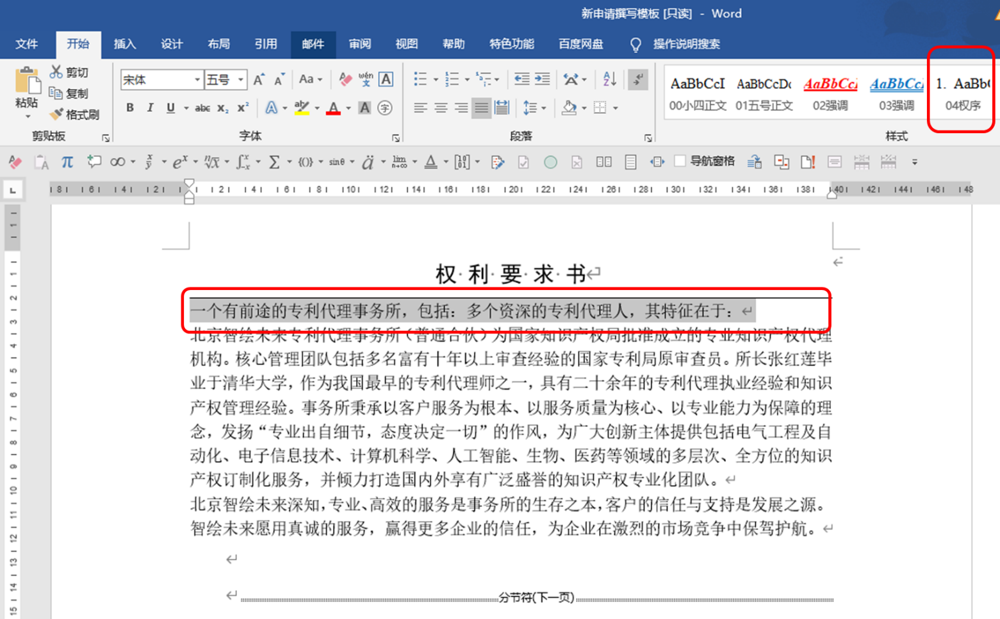 新申请撰写模板 [只读] - Word
文件 开始 插入 设计 布局 引用 邮件 审阅 视图 帮助 特色功能 百度网盘 操作说明搜索
粘贴 剪切 复制 格式刷
剪贴板
宋体 五号 Aa wén 文 A
B I U abc x₂ x² A aby A A 字
字体
段落
AaBbCcI AaBbCcDc AaBbCcI AaBbCcI 1. AaBb(
00小四正文 01五号正文 02强调 03强调 04权序
样式
导航窗格
8 6 4 2 2 4 6 8 10 12 14 16 18 20 22 24 26 28 30 32 34 36 38 40 42 44 46 48
权 利 要 求 书
一个有前途的专利代理事务所，包括：多个资深的专利代理人，其特征在于：
北京智绘未来专利代理事务所（普通合伙）为国家知识产权局批准成立的专业知识产权代理
机构。核心管理团队包括多名富有十年以上审查经验的国家专利局原审查员。所长张红莲毕
业于清华大学，作为我国最早的专利代理师之一，具有二十余年的专利代理执业经验和知识
产权管理经验。事务所秉承以客户服务为根本、以服务质量为核心、以专业能力为保障的理
念，发扬“专业出自细节，态度决定一切”的作风，为广大创新主体提供包括电气工程及自
动化、电子信息技术、计算机科学、人工智能、生物、医药等领域的多层次、全方位的知识
产权订制化服务，并倾力打造国内外享有广泛盛誉的知识产权专业化团队。
北京智绘未来深知，专业、高效的服务是事务所的生存之本，客户的信任与支持是发展之源。
智绘未来愿用真诚的服务，赢得更多企业的信任，为企业在激烈的市场竞争中保驾护航。
分节符(下一页)